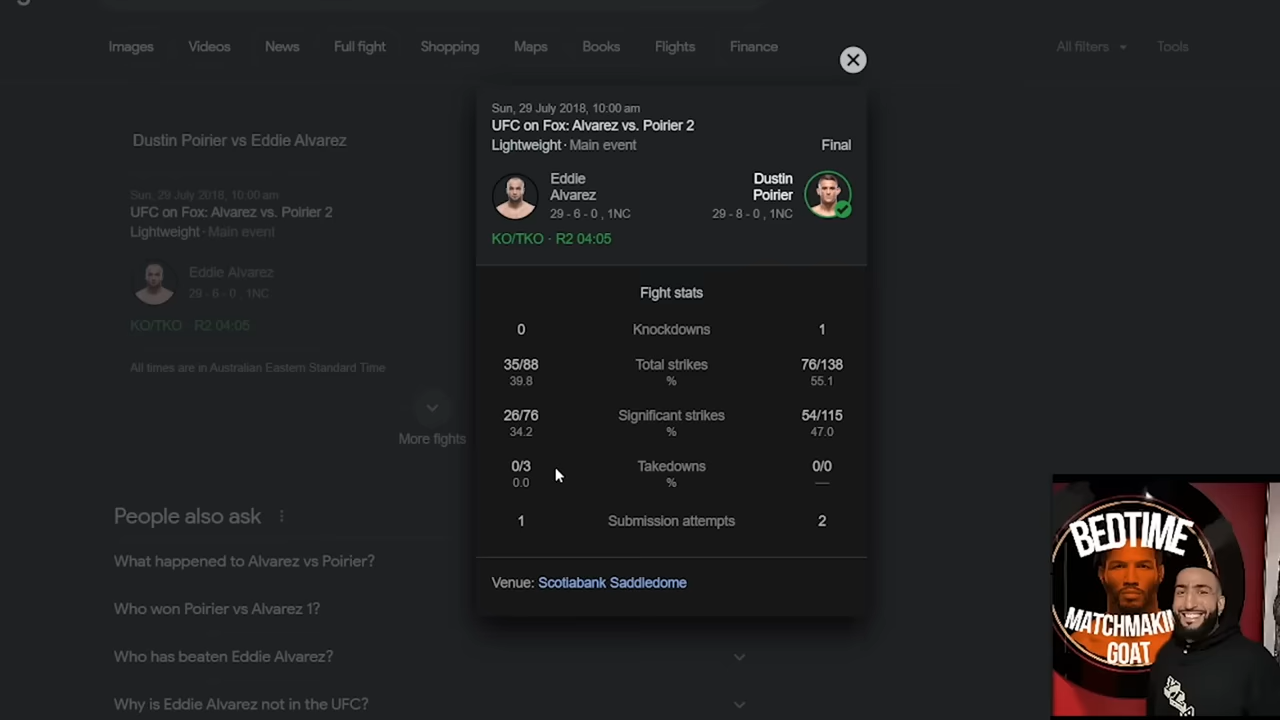 Images Videos News Full fight Shopping Maps Books Flights Finance All filters Tools
Dustin Poirier vs Eddie Alvarez
Sun, 29 July 2018, 10:00 am
UFC on Fox: Alvarez vs. Poirier 2
Lightweight · Main event
Eddie Alvarez
29 - 6 - 0 , 1NC
KO/TKO · R2 04:05
All times are in Australian Eastern Standard Time
More fights
People also ask
What happened to Alvarez vs Poirier?
Who won Poirier vs Alvarez 1?
Who has beaten Eddie Alvarez?
Why is Eddie Alvarez not in the UFC?
Sun, 29 July 2018, 10:00 am
UFC on Fox: Alvarez vs. Poirier 2
Lightweight · Main event Final
Eddie
Alvarez
29 - 6 - 0 , 1NC
Dustin
Poirier
29 - 8 - 0 , 1NC
KO/TKO · R2 04:05
Fight stats
0 Knockdowns 1
35/88 Total strikes 76/138
39.8 % 55.1
26/76 Significant strikes 54/115
34.2 % 47.0
0/3 Takedowns 0/0
0.0 % —
1 Submission attempts 2
Venue: Scotiabank Saddledome
BEDTIME
MATCHMAKIN
GOAT